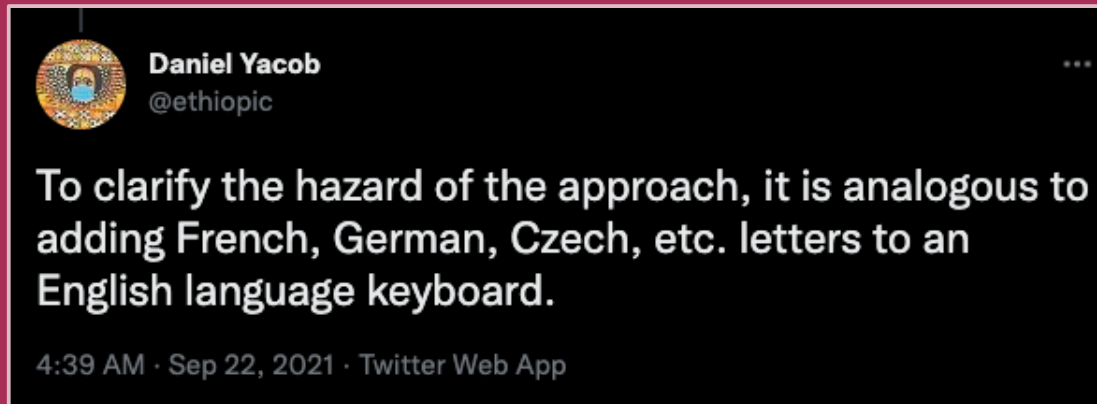 Daniel Yacob
@ethiopic
To clarify the hazard of the approach, it is analogous to
adding French, German, Czech, etc. letters to an
English language keyboard.
4:39 AM · Sep 22, 2021 · Twitter Web App